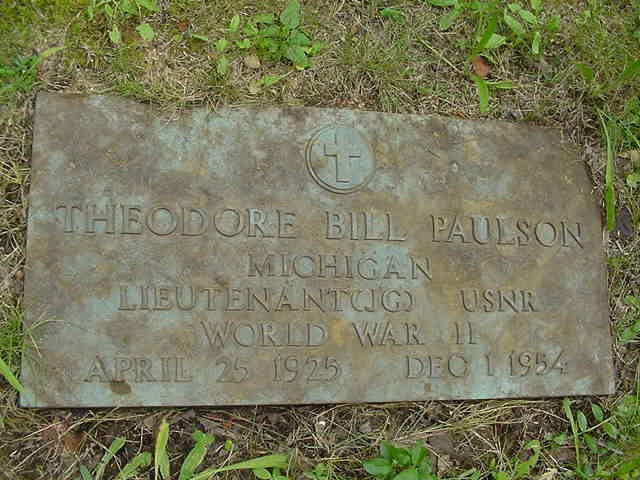 THEODORE BILL PAULSON
MICHIGAN
LIEUTENANT(JG) USNR
WORLD WAR II
APRIL 25 1925 DEC 1 1954